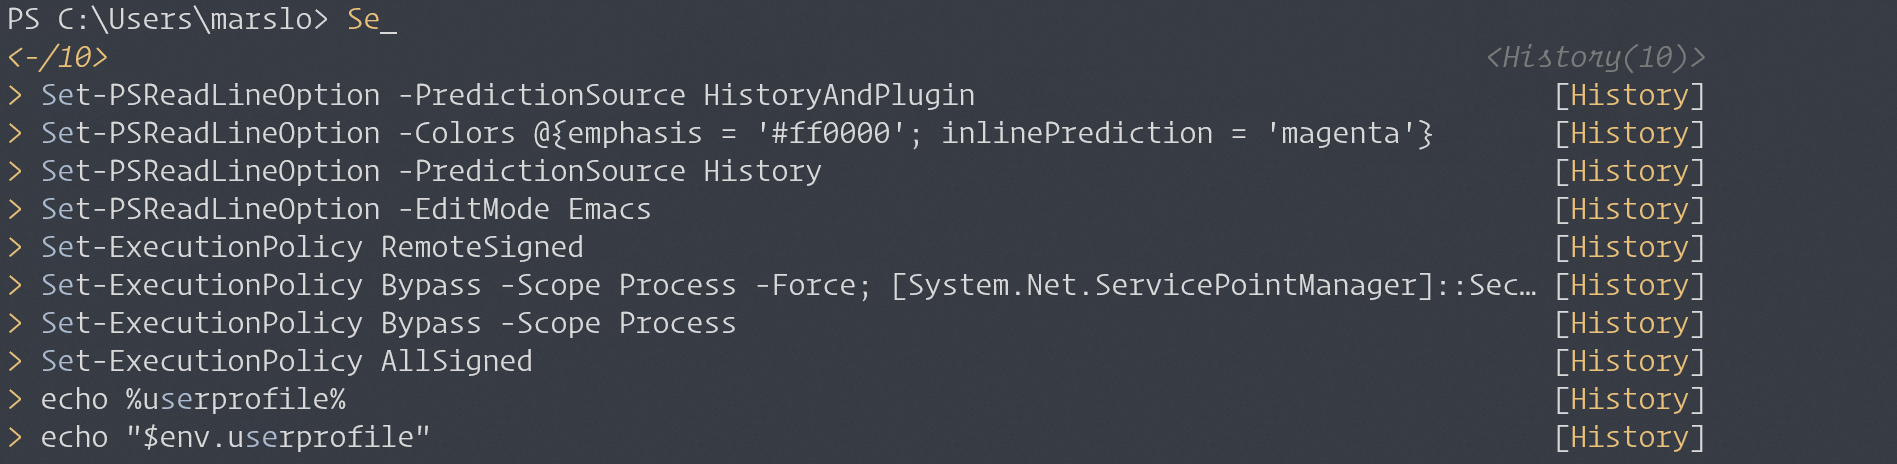 PS C:\Users\marslo> Se_
<-/10> <History(10)>
> Set-PSReadLineOption -PredictionSource HistoryAndPlugin [History]
> Set-PSReadLineOption -Colors @{emphasis = '#ff0000'; inlinePrediction = 'magenta'} [History]
> Set-PSReadLineOption -PredictionSource History [History]
> Set-PSReadLineOption -EditMode Emacs [History]
> Set-ExecutionPolicy RemoteSigned [History]
> Set-ExecutionPolicy Bypass -Scope Process -Force; [System.Net.ServicePointManager]::Sec… [History]
> Set-ExecutionPolicy Bypass -Scope Process [History]
> Set-ExecutionPolicy AllSigned [History]
> echo %userprofile% [History]
> echo "$env.userprofile" [History]